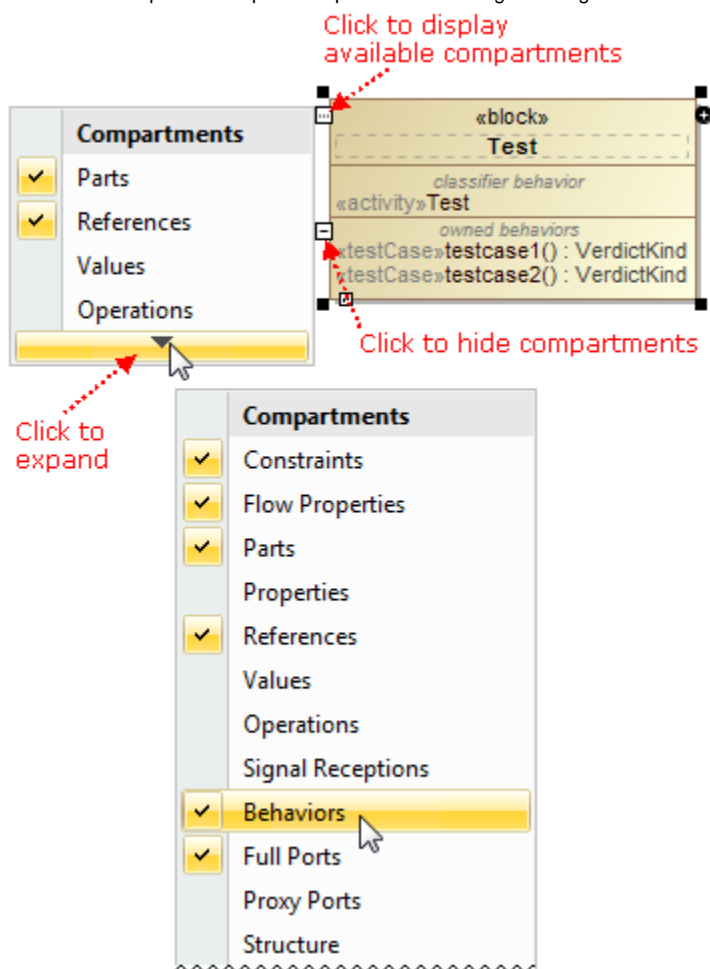 Click to display
available compartments
Compartments
Parts
References
Values
Operations
«block»
Test
classifier behavior
«activity»Test
owned behaviors
«testCase»testcase1() : VerdictKind
«testCase»testcase2() : VerdictKind
Click to hide compartments
Click to
expand
Compartments
Constraints
Flow Properties
Parts
Properties
References
Values
Operations
Signal Receptions
Behaviors
Full Ports
Proxy Ports
Structure